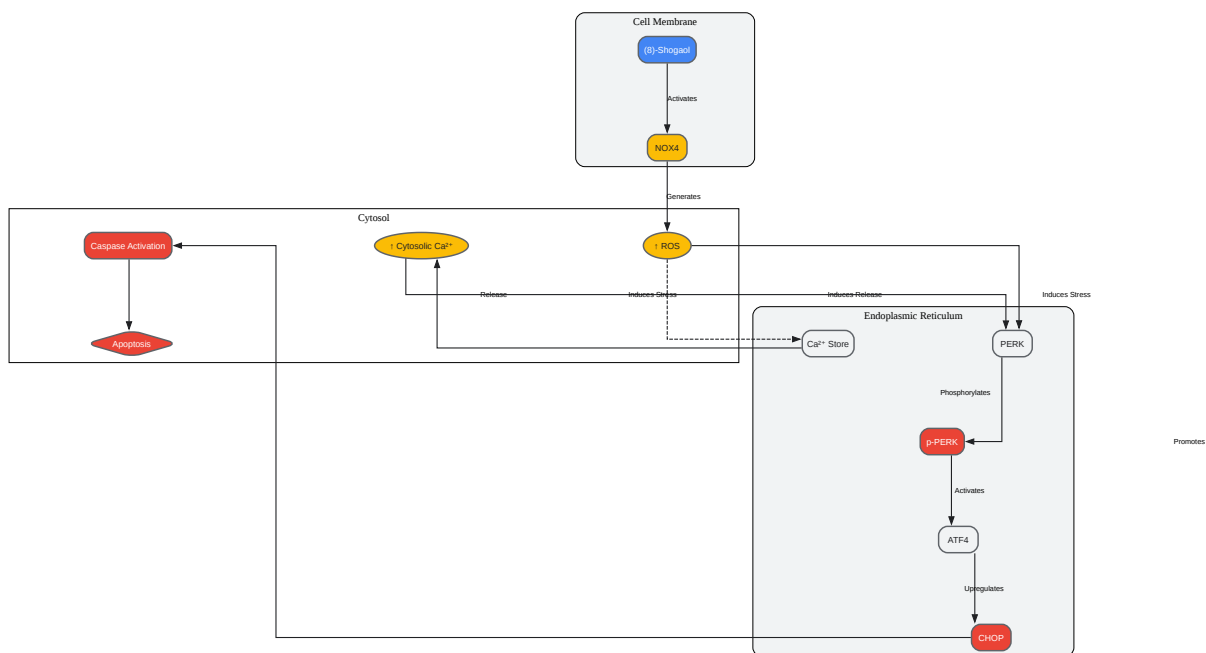 Cell Membrane
(8)-Shogaol
Activates
NOX4
Generates
Cytosol
Caspase Activation
↑ Cytosolic Ca²⁺
↑ ROS
Release
Induces Stress
Induces Release
Induces Stress
Endoplasmic Reticulum
Apoptosis
Ca²⁺ Store
PERK
Phosphorylates
p-PERK
Promotes
Activates
ATF4
Upregulates
CHOP